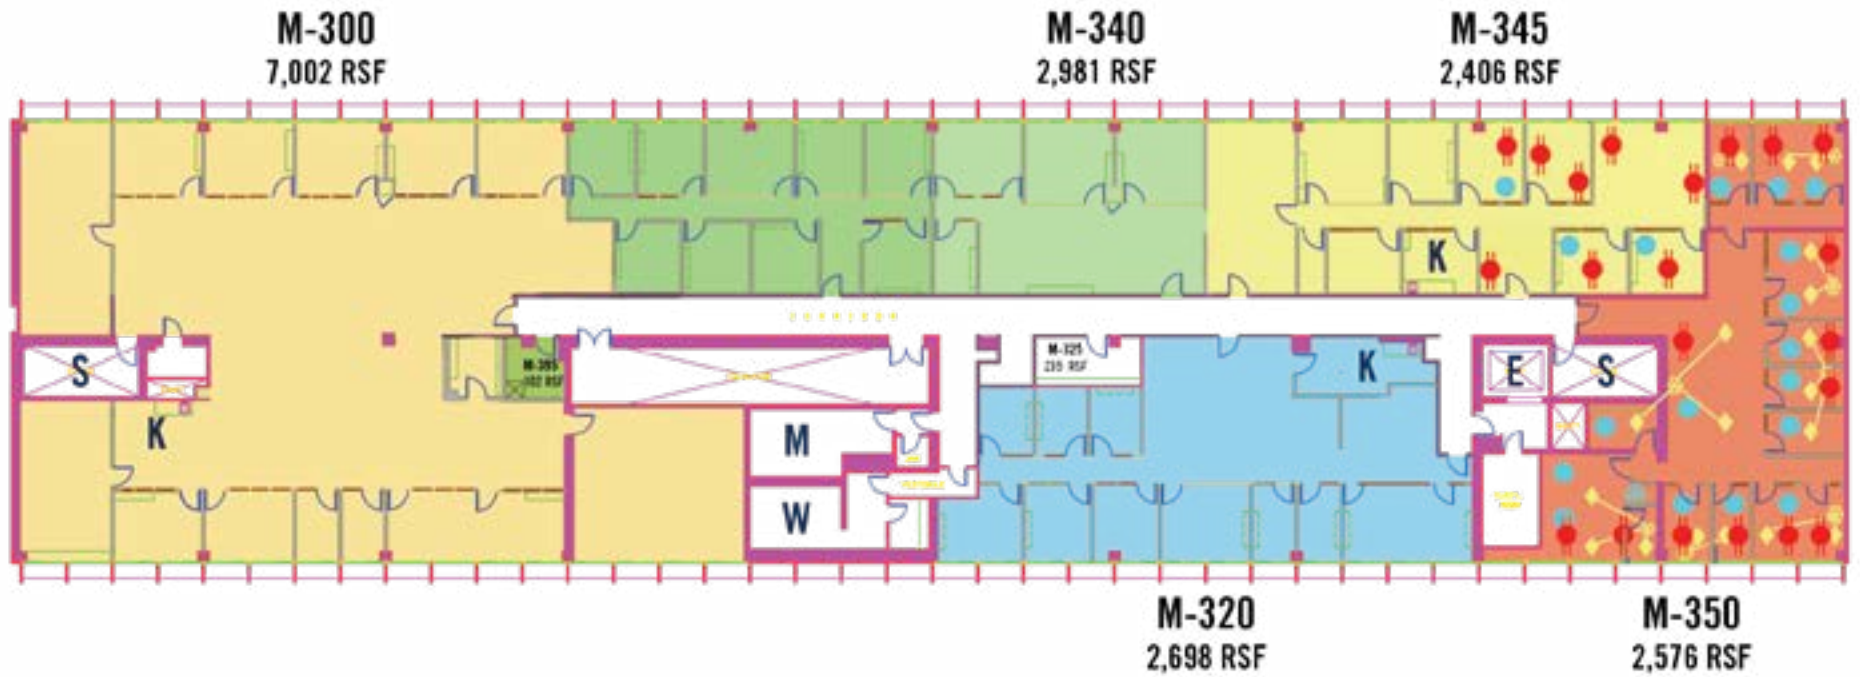 M-300
7,002 RSF
M-340
2,981 RSF
M-345
2,406 RSF
K
CORRIDOR
S
M-325
235 RSF
K
E
S
K
M
W
M-320
2,698 RSF
M-350
2,576 RSF